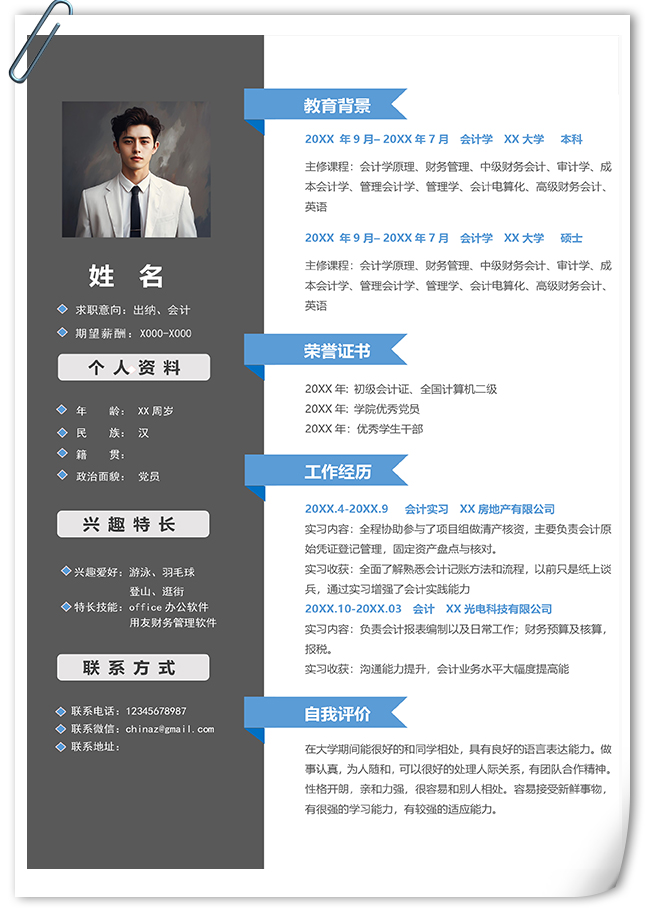 姓 名
求职意向：出纳、会计
期望薪酬：X000-X000
个人资料
年 龄： XX周岁
民 族： 汉
籍 贯：
政治面貌： 党员
兴趣特长
兴趣爱好：游泳、羽毛球
登山、逛街
特长技能：office办公软件
用友财务管理软件
联系方式
联系电话：12345678987
联系微信：chinaz@gmail.com
联系地址：
教育背景
20XX 年 9 月– 20XX 年 7 月 会计学 XX 大学 本科
主修课程：会计学原理、财务管理、中级财务会计、审计学、成
本会计学、管理会计学、管理学、会计电算化、高级财务会计、
英语
20XX 年 9 月– 20XX 年 7 月 会计学 XX 大学 硕士
主修课程：会计学原理、财务管理、中级财务会计、审计学、成
本会计学、管理会计学、管理学、会计电算化、高级财务会计、
英语
荣誉证书
20XX 年: 初级会计证、全国计算机二级
20XX 年: 学院优秀党员
20XX 年：优秀学生干部
工作经历
20XX.4-20XX.9 会计实习 XX 房地产有限公司
实习内容：全程协助参与了项目组做清产核资，主要负责会计原
始凭证登记管理，固定资产盘点与核对。
实习收获：全面了解熟悉会计记账方法和流程，以前只是纸上谈
兵，通过实习增强了会计实践能力
20XX.10-20XX.03 会计 XX 光电科技有限公司
实习内容：负责会计报表编制以及日常工作；财务预算及核算，
报税。
实习收获：沟通能力提升，会计业务水平大幅度提高能
自我评价
在大学期间能很好的和同学相处，具有良好的语言表达能力。做
事认真，为人随和，可以很好的处理人际关系，有团队合作精神。
性格开朗，亲和力强，很容易和别人相处。容易接受新鲜事物，
有很强的学习能力，有较强的适应能力。